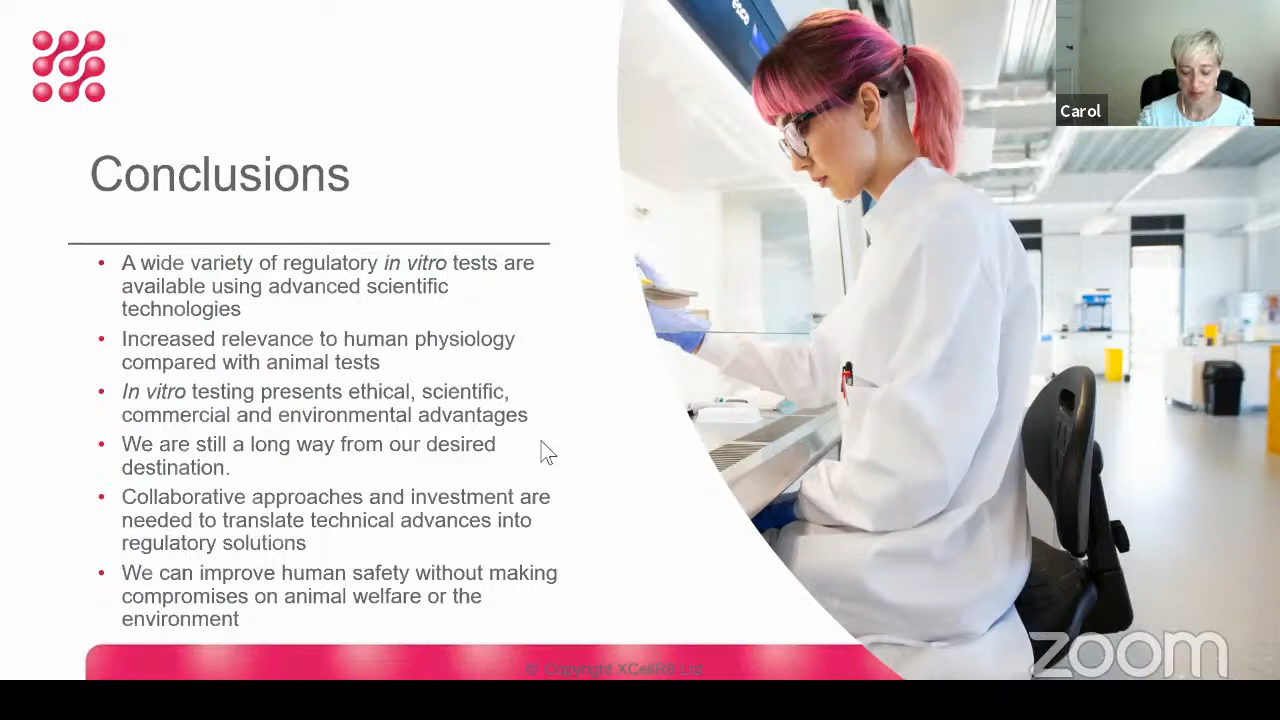 esco
Carol
Conclusions
• A wide variety of regulatory in vitro tests are
available using advanced scientific
technologies
• Increased relevance to human physiology
compared with animal tests
• In vitro testing presents ethical, scientific,
commercial and environmental advantages
• We are still a long way from our desired
destination.
• Collaborative approaches and investment are
needed to translate technical advances into
regulatory solutions
• We can improve human safety without making
compromises on animal welfare or the
environment
© Copyright XCellR8 Ltd
zoom